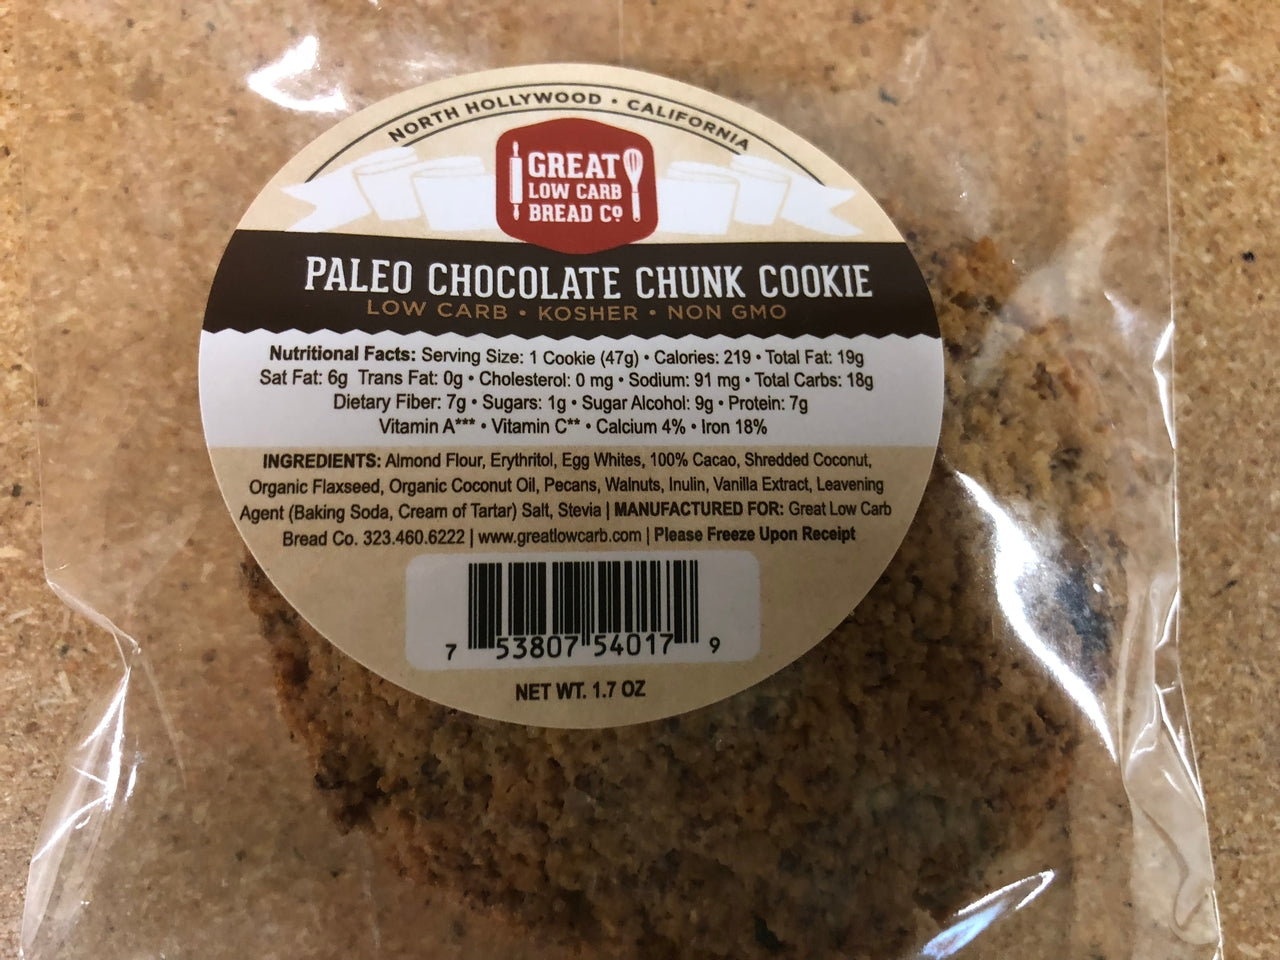 NORTH HOLLYWOOD • CALIFORNIA
GREAT
LOW CARB
BREAD Cº
PALEO CHOCOLATE CHUNK COOKIE
LOW CARB • KOSHER • NON GMO
Nutritional Facts: Serving Size: 1 Cookie (47g) • Calories: 219 • Total Fat: 19g
Sat Fat: 6g Trans Fat: 0g • Cholesterol: 0 mg • Sodium: 91 mg • Total Carbs: 18g
Dietary Fiber: 7g • Sugars: 1g • Sugar Alcohol: 9g • Protein: 7g
Vitamin A*** • Vitamin C** • Calcium 4% • Iron 18%
INGREDIENTS: Almond Flour, Erythritol, Egg Whites, 100% Cacao, Shredded Coconut,
Organic Flaxseed, Organic Coconut Oil, Pecans, Walnuts, Inulin, Vanilla Extract, Leavening
Agent (Baking Soda, Cream of Tartar) Salt, Stevia | MANUFACTURED FOR: Great Low Carb
Bread Co. 323.460.6222 | www.greatlowcarb.com | Please Freeze Upon Receipt
7 53807 54017 9
NET WT. 1.7 OZ